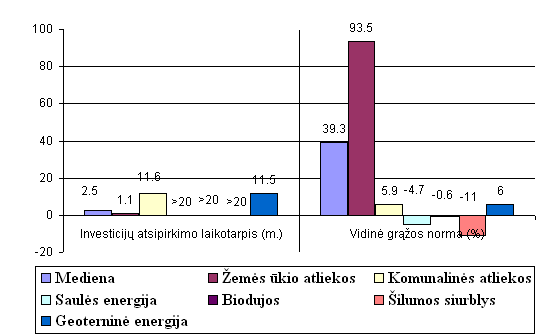 100
80
60
40
20
0
-20
2.5
1.1
11.6
>20
>20
>20
11.5
39.3
93.5
5.9
-4.7
-0.6
-11
6
Investicijų atsipirkimo laikotarpis (m.)
Vidinė grąžos norma (%)
Mediena
Žemės ūkio atliekos
Komunalinės atliekos
Saulės energija
Biodujos
Šilumos siurblys
Geoterninė energija